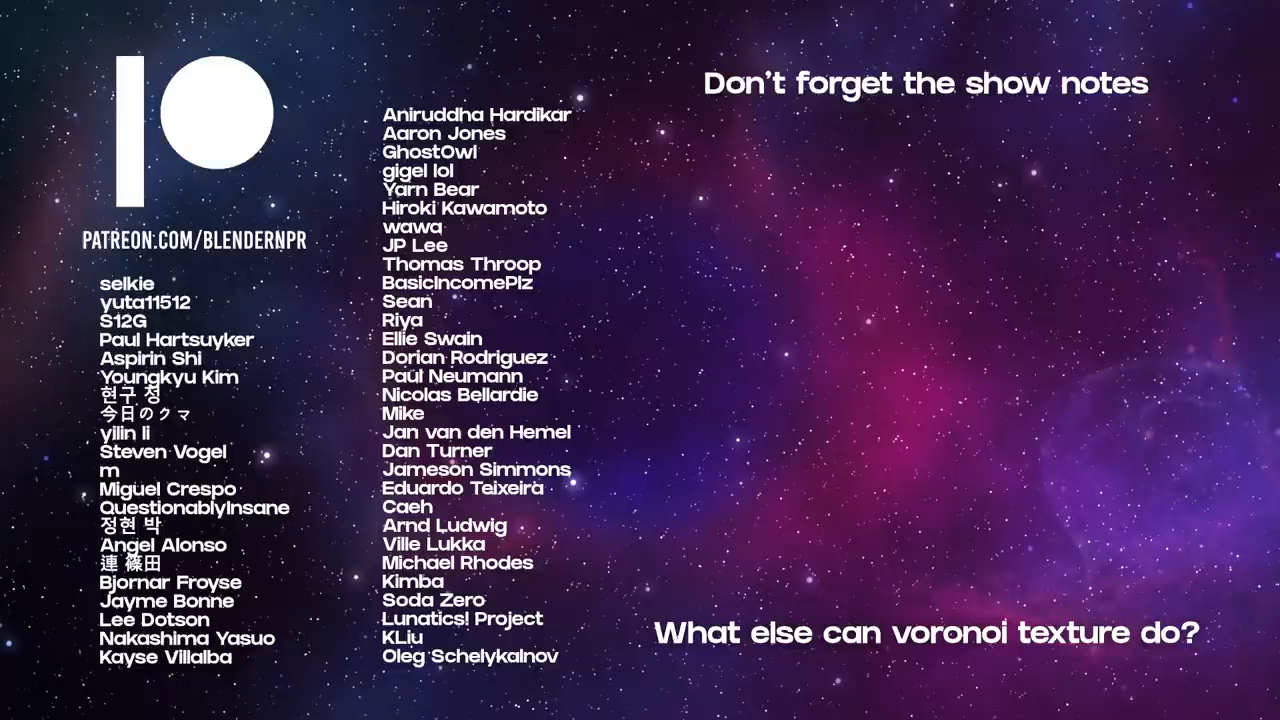 PATREON.COM/BLENDERNPR
selkie
yuta11512
S12G
Paul Hartsuyker
Aspirin Shi
Youngkyu Kim
현구 정
今日のクマ
yilin li
Steven Vogel
m
Miguel Crespo
QuestionablyInsane
정현 박
Angel Alonso
連 篠田
Bjornar Froyse
Jayme Bonne
Lee Dotson
Nakashima Yasuo
Kayse Villalba
Aniruddha Hardikar
Aaron Jones
GhostOwl
gigel lol
Yarn Bear
Hiroki Kawamoto
wawa
JP Lee
Thomas Throop
BasicIncomePlz
Sean
Riya
Ellie Swain
Dorian Rodriguez
Paul Neumann
Nicolas Bellardie
Mike
Jan van den Hemel
Dan Turner
Jameson Simmons
Eduardo Teixeira
Caeh
Arnd Ludwig
Ville Lukka
Michael Rhodes
Kimba
Soda Zero
Lunatics! Project
KLiu
Oleg Schelykalnov
Don't forget the show notes
What else can voronoi texture do?